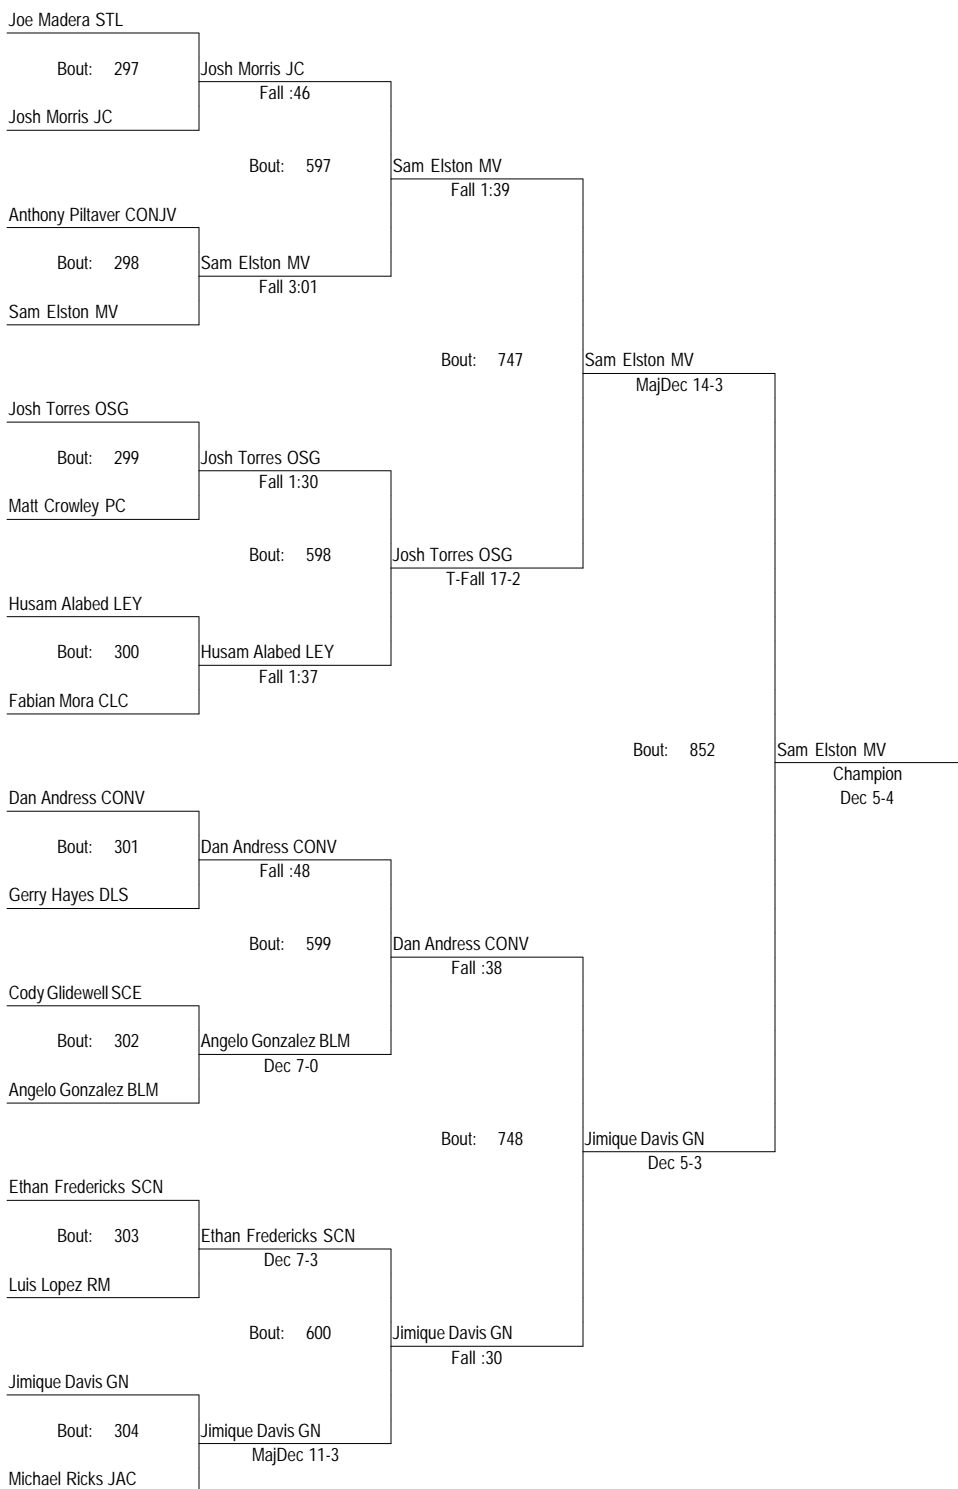 Joe Madera STL
Bout: 297 Josh Morris JC
Fall :46
Josh Morris JC
Bout: 597 Sam Elston MV
Fall 1:39
Anthony Piltaver CONJV
Bout: 298 Sam Elston MV
Fall 3:01
Sam Elston MV
Bout: 747 Sam Elston MV
MajDec 14-3
Josh Torres OSG
Bout: 299 Josh Torres OSG
Fall 1:30
Matt Crowley PC
Bout: 598 Josh Torres OSG
T-Fall 17-2
Husam Alabed LEY
Bout: 300 Husam Alabed LEY
Fall 1:37
Fabian Mora CLC
Bout: 852 Sam Elston MV
Champion
Dec 5-4
Dan Andress CONV
Bout: 301 Dan Andress CONV
Fall :48
Gerry Hayes DLS
Bout: 599 Dan Andress CONV
Fall :38
Cody Glidewell SCE
Bout: 302 Angelo Gonzalez BLM
Dec 7-0
Angelo Gonzalez BLM
Bout: 748 Jimique Davis GN
Dec 5-3
Ethan Fredericks SCN
Bout: 303 Ethan Fredericks SCN
Dec 7-3
Luis Lopez RM
Bout: 600 Jimique Davis GN
Fall :30
Jimique Davis GN
Bout: 304 Jimique Davis GN
MajDec 11-3
Michael Ricks JAC